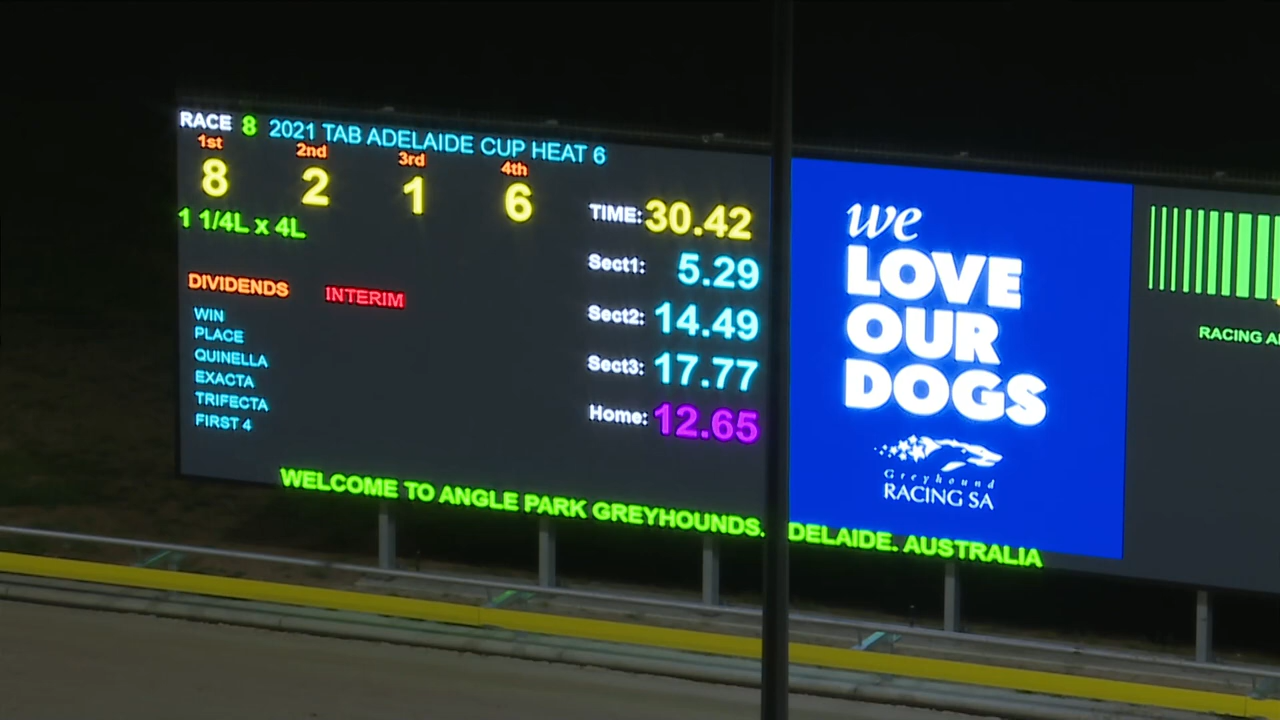 RACE 8 2021 TAB ADELAIDE CUP HEAT 6
1st 2nd 3rd 4th
8 2 1 6
1 1/4L x 4L
TIME: 30.42
Sect1: 5.29
Sect2: 14.49
Sect3: 17.77
Home: 12.65
DIVIDENDS INTERIM
WIN
PLACE
QUINELLA
EXACTA
TRIFECTA
FIRST 4
WELCOME TO ANGLE PARK GREYHOUNDS. DELAIDE. AUSTRALIA
we
LOVE
OUR
DOGS
Greyhound
RACING SA
RACING